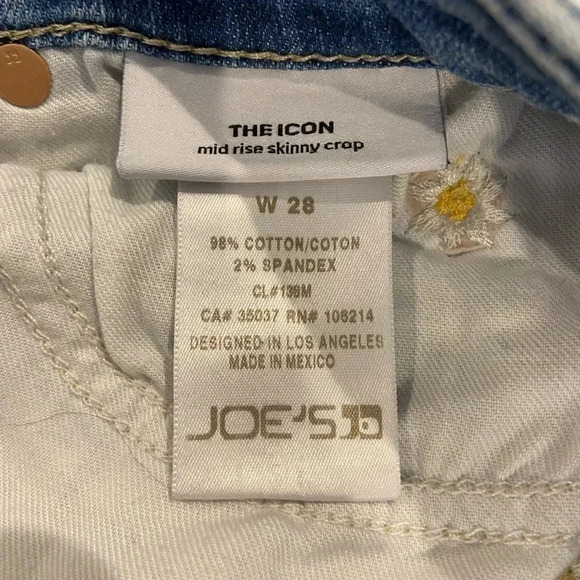 THE ICON
mid rise skinny crop
W 28
98% COTTON/COTON
2% SPANDEX
CL#138M
CA# 35037 RN# 106214
DESIGNED IN LOS ANGELES
MADE IN MEXICO
JOE'S